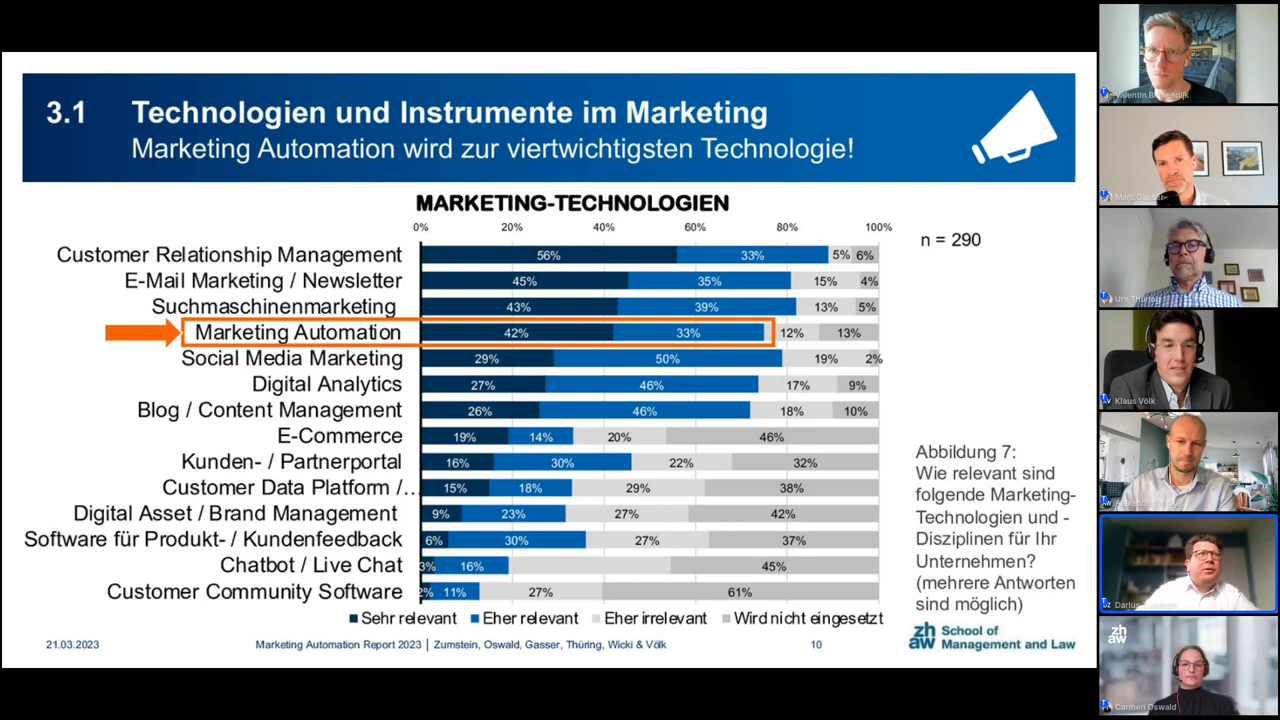 3.1 Technologien und Instrumente im Marketing
Marketing Automation wird zur viertwichtigsten Technologie!
MARKETING-TECHNOLOGIEN
0% 20% 40% 60% 80% 100%
n = 290
Customer Relationship Management 56% 33% 5% 6%
E-Mail Marketing / Newsletter 45% 35% 15% 4%
Suchmaschinenmarketing 43% 39% 13% 5%
Marketing Automation 42% 33% 12% 13%
Social Media Marketing 29% 50% 19% 2%
Digital Analytics 27% 46% 17% 9%
Blog / Content Management 26% 46% 18% 10%
E-Commerce 19% 14% 20% 46%
Kunden- / Partnerportal 16% 30% 22% 32%
Customer Data Platform /… 15% 18% 29% 38%
Digital Asset / Brand Management 9% 23% 27% 42%
Software für Produkt- / Kundenfeedback 6% 30% 27% 37%
Chatbot / Live Chat 3% 16% 45%
Customer Community Software 2% 11% 27% 61%
Sehr relevant Eher relevant Eher irrelevant Wird nicht eingesetzt
Abbildung 7:
Wie relevant sind
folgende Marketing-
Technologien und -
Disziplinen für Ihr
Unternehmen?
(mehrere Antworten
sind möglich)
21.03.2023
Marketing Automation Report 2023 | Zumstein, Oswald, Gasser, Thüring, Wicki & Völk
10
zh
aw
School of
Management and Law
Valentin
Marc Gasser
Urs Thüring
Klaus Völk
Darius
zh
aw
Carmen Oswald